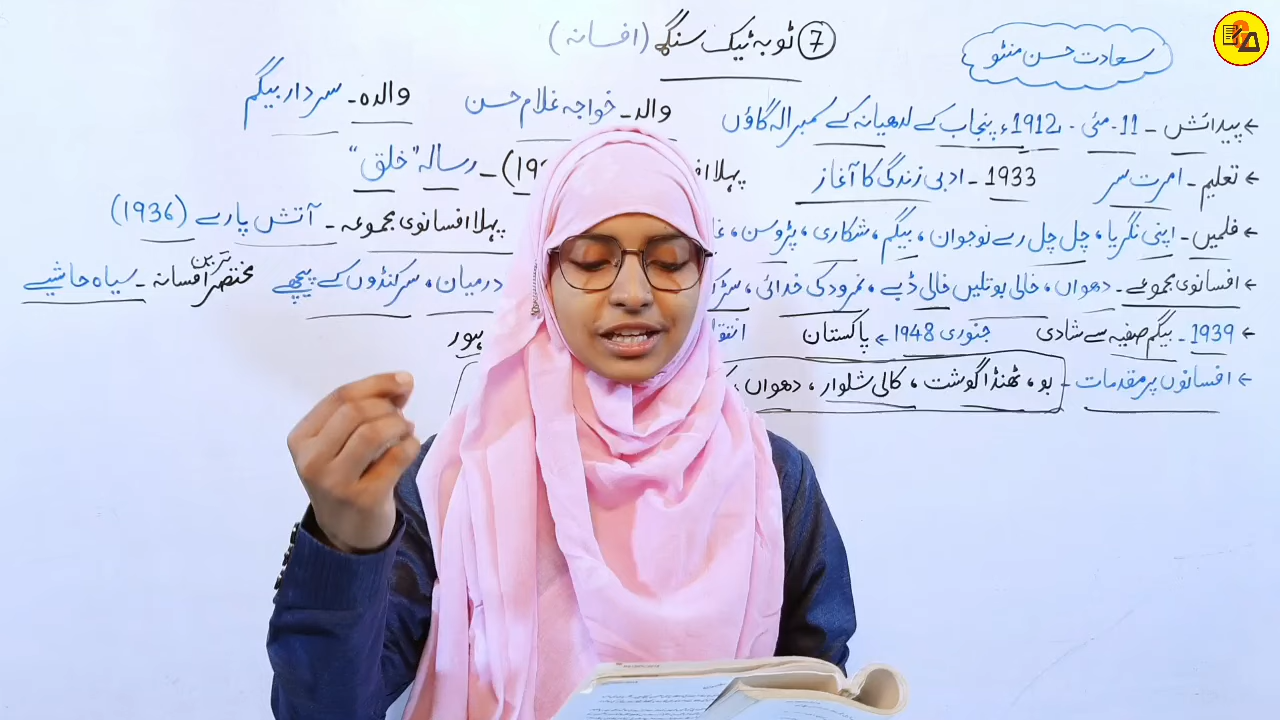 ⑦ ٹوبہ ٹیک سنگھ (افسانہ)
سعادت حسن منٹو
← پیدائش ـ 11 ـ مئی ـ 1912ء پنجاب کے لدھیانہ کے کمبرالہ گاؤں والد ـ خواجہ غلام حسن والدہ ـ سردار بیگم
← تعلیم ـ امرت سر 1933 ـ ادبی زندگی کا آغاز پہلا ـ رسالہ "خلق"
← فلمیں ـ اپنی نگریا، چل چل رے نوجوان، بیگم، شکاری، پڑوسن، پہلا افسانوی مجموعہ ـ آتش پارے (1936)
← افسانوی مجموعے ـ دھواں، خالی بوتلیں خالی ڈبے، نمرود کی خدائی، درمیان، سرکنڈوں کے پیچھے مختصر ترین افسانہ ـ سیاہ حاشیے
← 1939 ـ بیگم صفیہ سے شادی جنوری 1948 ← پاکستان
← افسانوں پر مقدمات ـ بو، ٹھنڈا گوشت، کالی شلوار، دھواں،